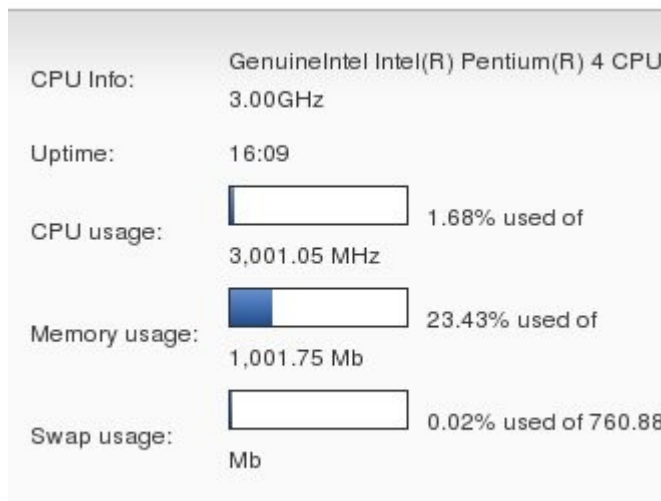 CPU Info:
GenuineIntel Intel(R) Pentium(R) 4 CPU
3.00GHz
Uptime:
16:09
CPU usage:
1.68% used of
3,001.05 MHz
Memory usage:
23.43% used of
1,001.75 Mb
Swap usage:
0.02% used of 760.88
Mb